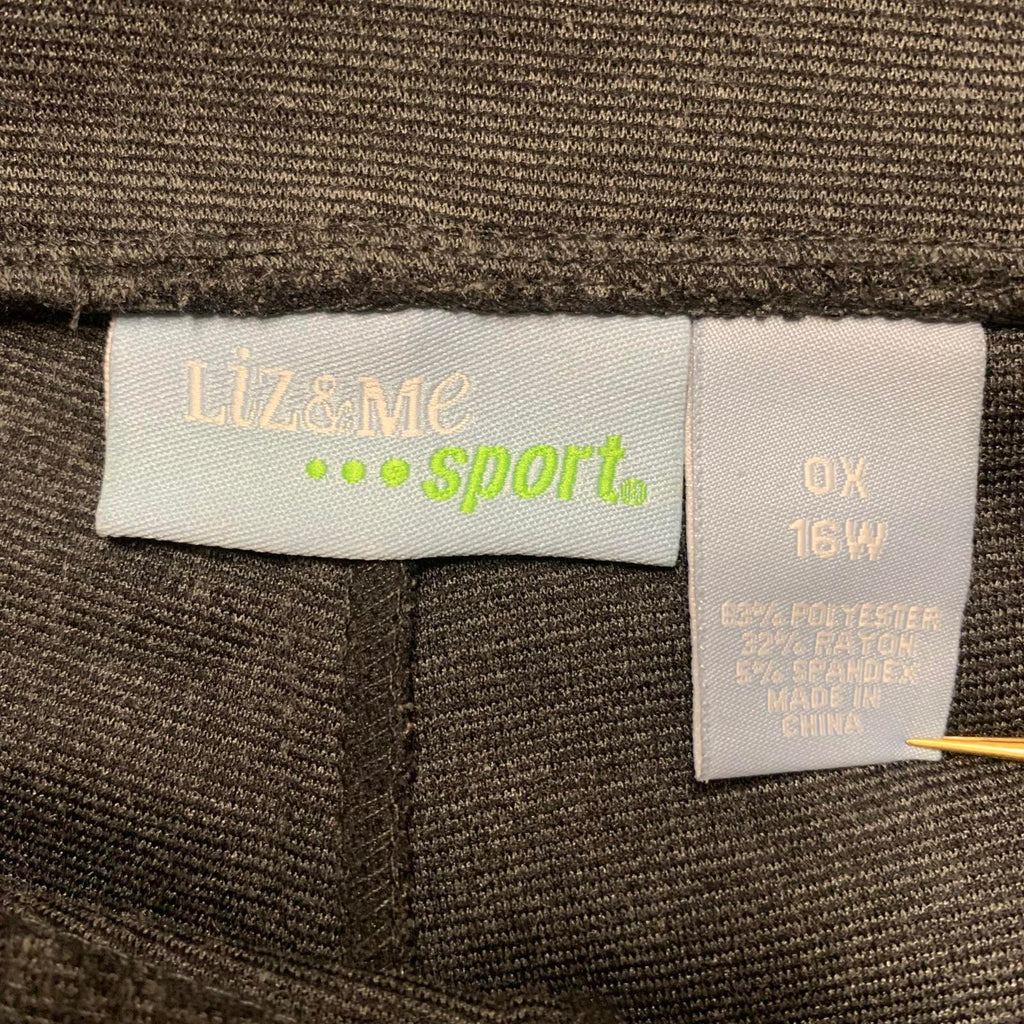 Liz&Me
•••sport®
0X
16W
63% POLYESTER
32% RAYON
5% SPANDEX
MADE IN
CHINA